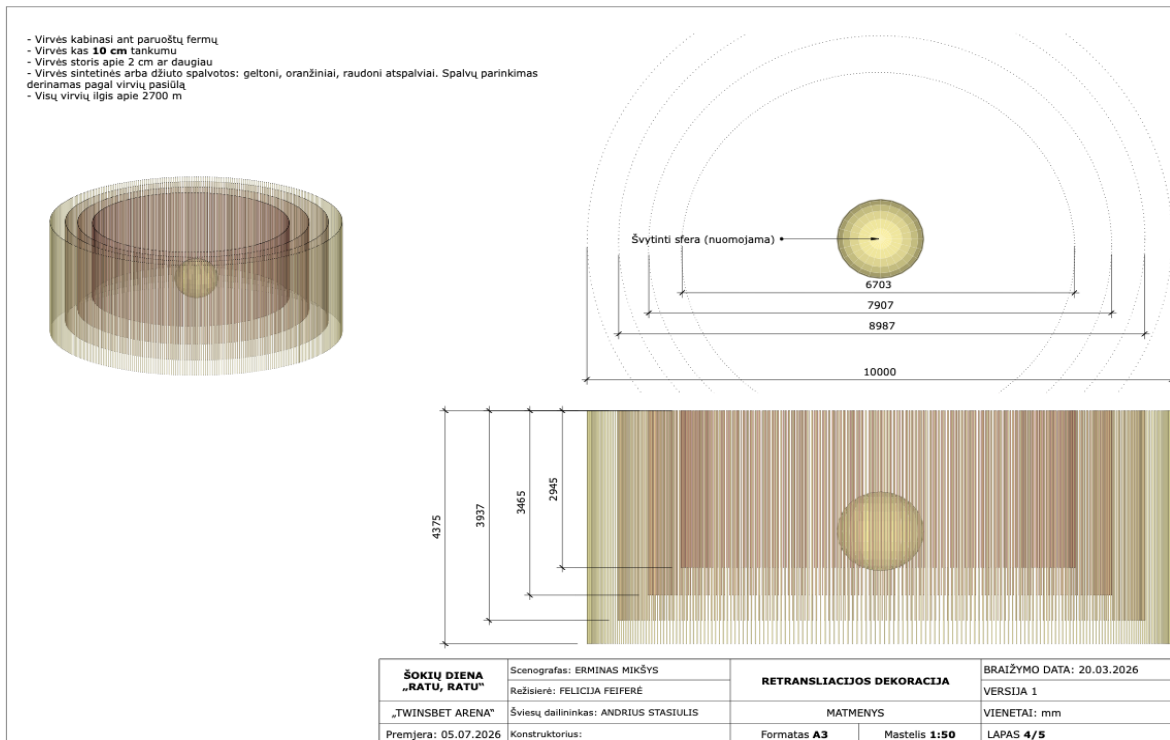 - Virvės kabinasi ant paruoštų fermų
- Virvės kas 10 cm tankumu
- Virvės storis apie 2 cm ar daugiau
- Virvės sintetinės arba džiuto spalvotos: geltoni, oranžiniai, raudoni atspalviai. Spalvų parinkimas
derinamas pagal virvių pasiūlą
- Visų virvių ilgis apie 2700 m
Švytinti sfera (nuomojama)
6703
7907
8987
10000
4375
3937
3465
2945
ŠOKIŲ DIENA
„RATU, RATU“
„TWINSBET ARENA“
Premjera: 05.07.2026
Scenografas: ERMINAS MIKŠYS
Režisierė: FELICIJA FEIFERĖ
Šviesų dailininkas: ANDRIUS STASIULIS
Konstruktorius:
RETRANSLIACIJOS DEKORACIJA
MATMENYS
Formatas A3
Mastelis 1:50
BRAIŽYMO DATA: 20.03.2026
VERSIJA 1
VIENETAI: mm
LAPAS 4/5